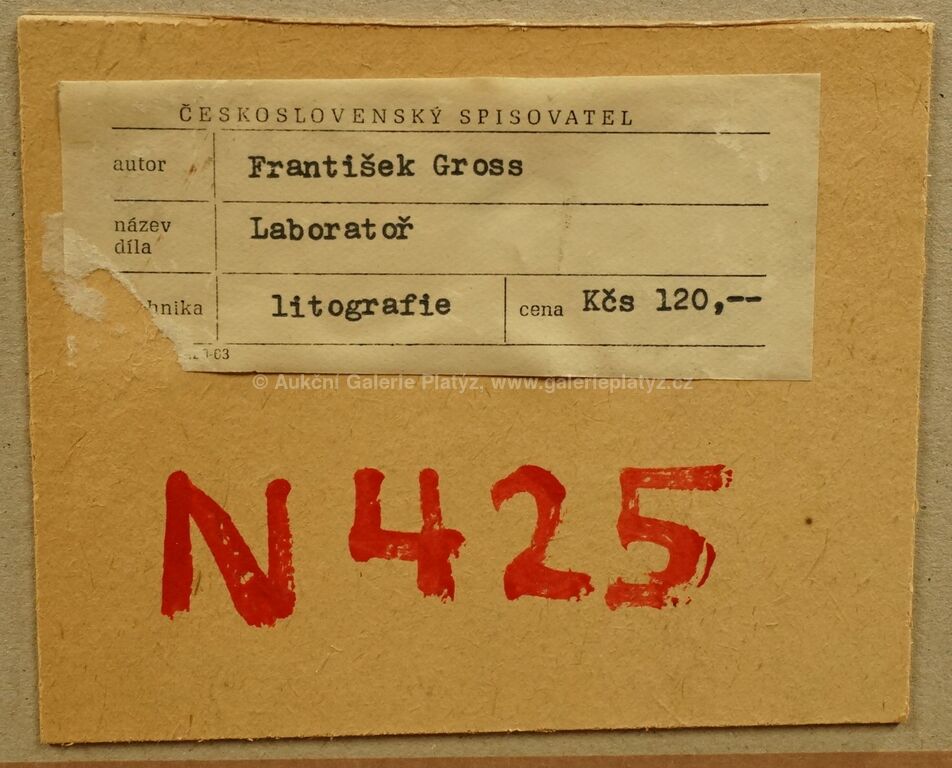 ČESKOSLOVENSKÝ SPISOVATEL
autor František Gross
název díla Laboratoř
litografie cena Kčs 120,--
© Aukční Galerie Platýz, www.galerieplatyz.cz
N425